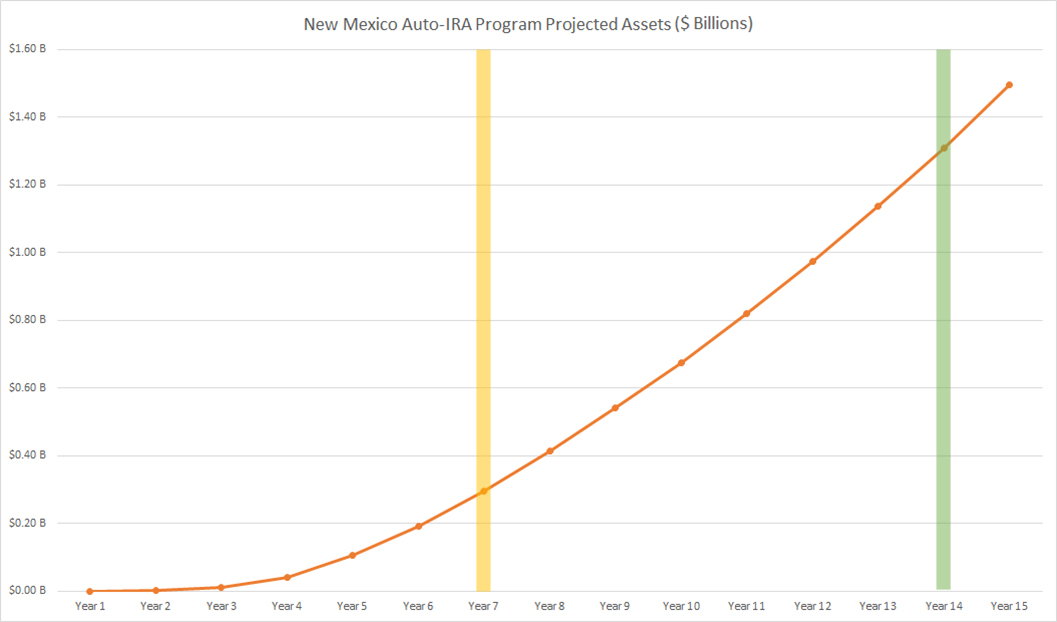 New Mexico Auto-IRA Program Projected Assets ($ Billions)
$1.60 B
$1.40 B
$1.20 B
$1.00 B
$0.80 B
$0.60 B
$0.40 B
$0.20 B
$0.00 B
Year 1 Year 2 Year 3 Year 4 Year 5 Year 6 Year 7 Year 8 Year 9 Year 10 Year 11 Year 12 Year 13 Year 14 Year 15